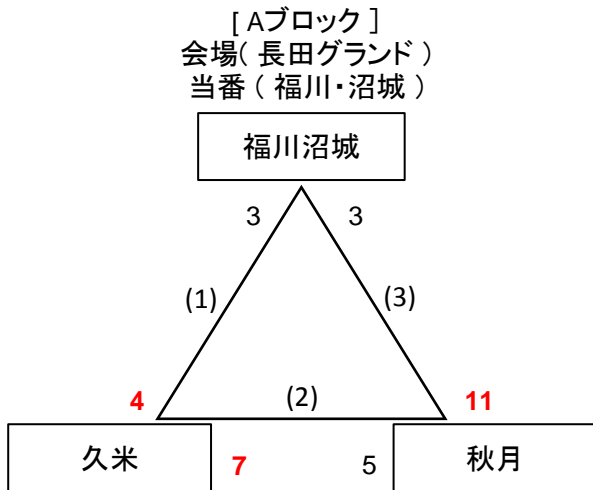 [ Aブロック ]
会場( 長田グランド )
当番 ( 福川・沼城 )
福川沼城
3 3
(1) (3)
4 (2) 11
久米 7 5 秋月